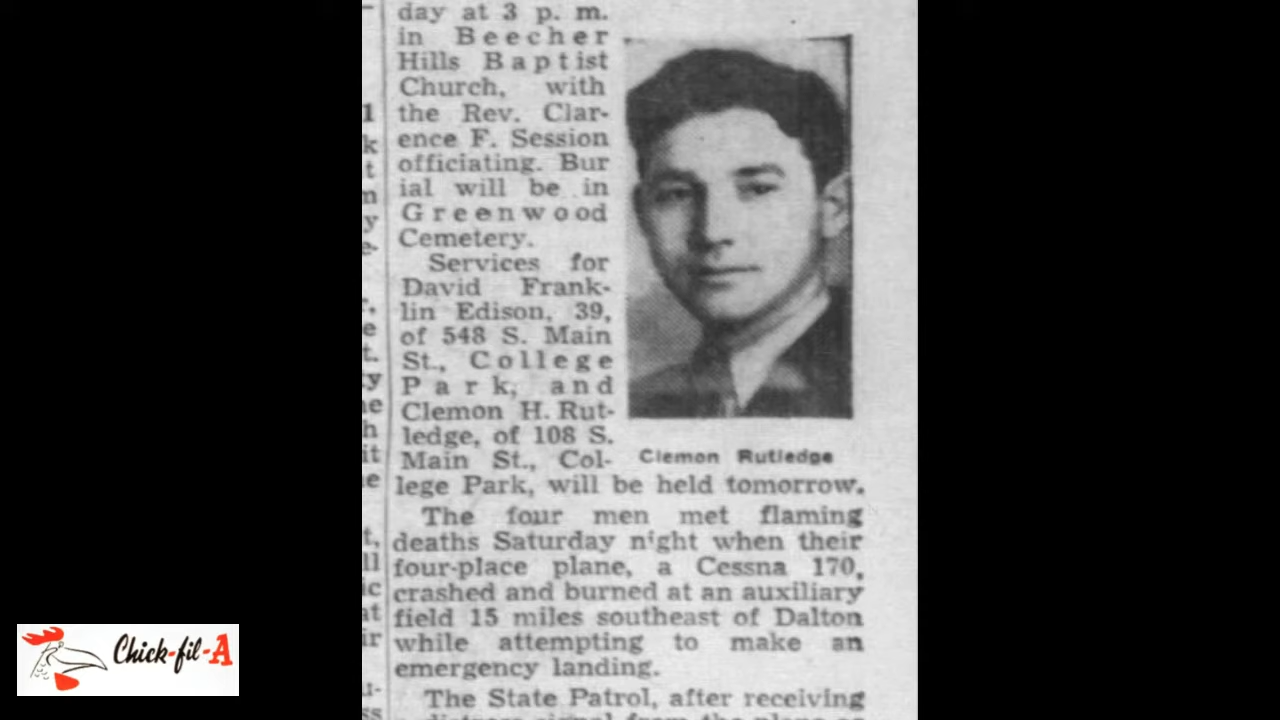 day at 3 p. m.
in Beecher
Hills Baptist
Church, with
the Rev. Clar-
ence F. Session
officiating. Bur
ial will be in
Greenwood
Cemetery.
Services for
David Frank-
lin Edison, 39,
of 548 S. Main
St., College
Park, and
Clemon H. Rut-
ledge, of 108 S.
Main St., Col-
lege Park, will be held tomorrow.
Clemon Rutledge
The four men met flaming
deaths Saturday night when their
four-place plane, a Cessna 170,
crashed and burned at an auxiliary
field 15 miles southeast of Dalton
while attempting to make an
emergency landing.
The State Patrol, after receiving
Chick-fil-A